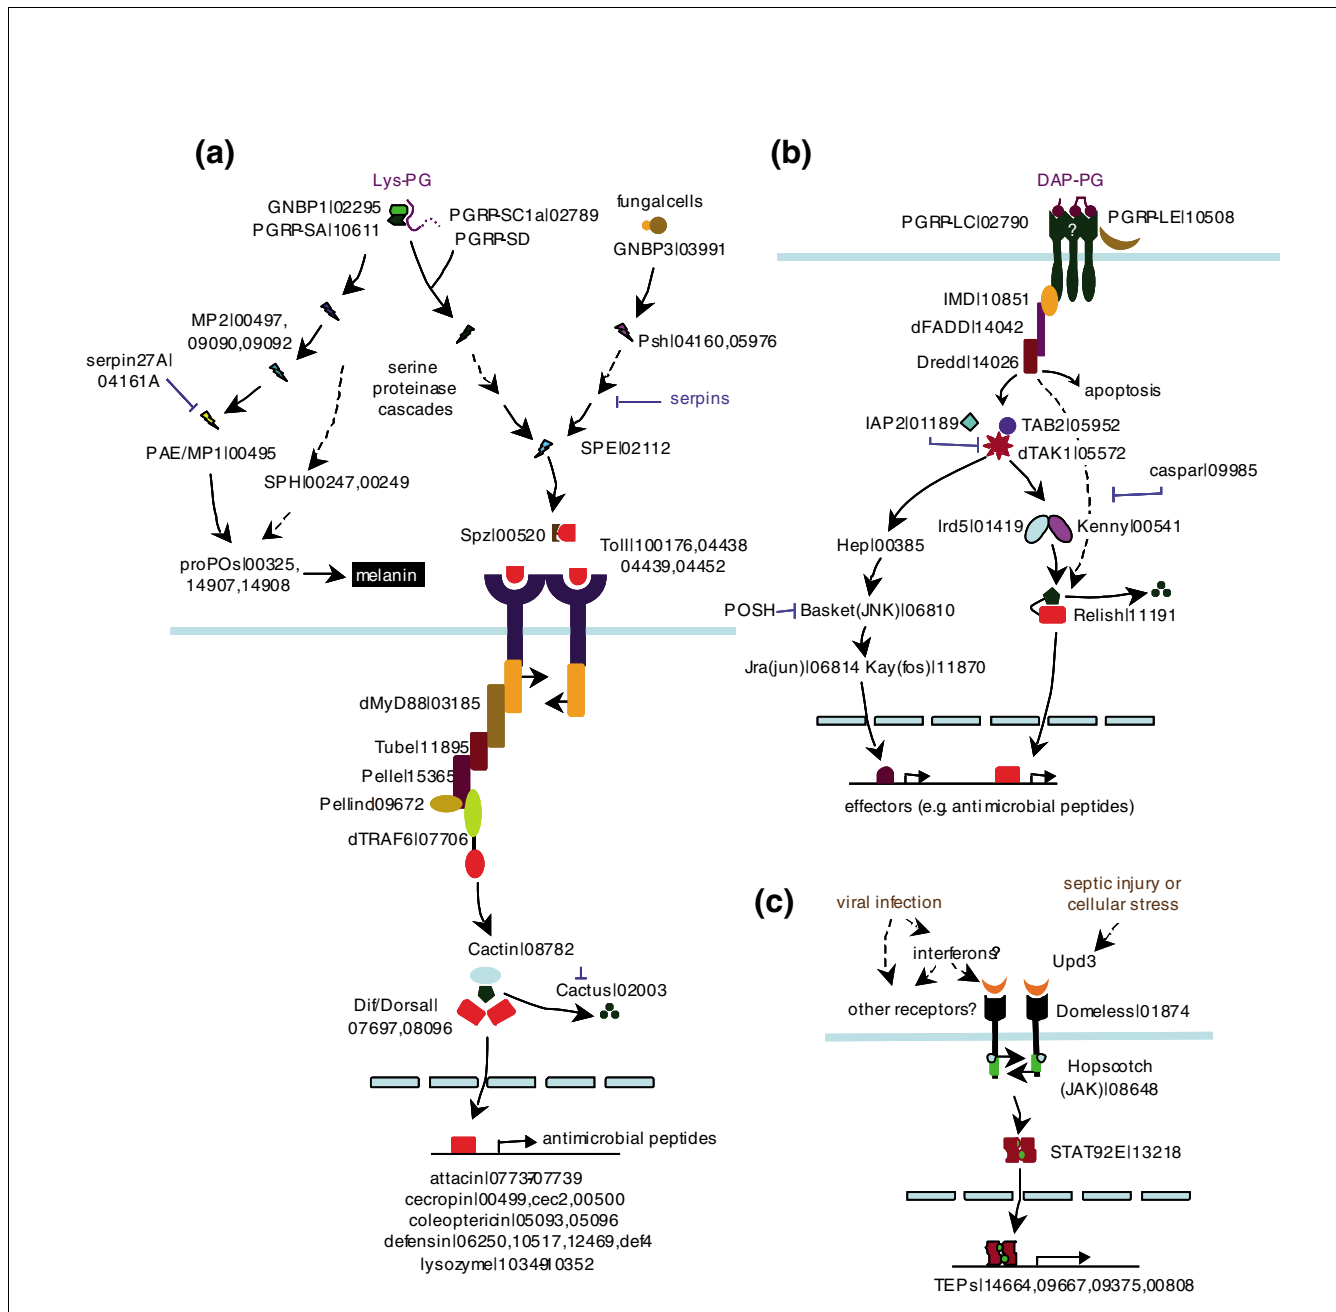 (a)
Lys-PG
GNBP1|02295
PGRP-SA|10611
PGRP-SC1a|02789
PGRP-SD
fungal cells
GNBP3|03991
MP2|00497,
09090,09092
serpin27A|
04161A
Psh|04160,05976
serine
proteinase
cascades
serpins
PAE/MP1|00495
SPE|02112
SPH|00247,00249
Spz|00520
Toll|100176,04438
04439,04452
proPOs|00325,
14907,14908
melanin
dMyD88|03185
Tube|11895
Pelle|15365
Pellino|09672
dTRAF6|07706
Cactin|08782
Cactus|02003
Dif/Dorsal|
07697,08096
antimicrobial peptides
attacin|07737-07739
cecropin|00499,cec2,00500
coleoptericin|05093,05096
defensin|06250,10517,12469,def4
lysozyme|10349-10352
(b)
DAP-PG
PGRP-LC|02790
PGRP-LE|10508
?
IMD|10851
dFADD|14042
Dredd|14026
apoptosis
IAP2|01189
TAB2|05952
dTAK1|05572
caspar|09985
Ird5|01419
Kenny|00541
Hep|00385
POSH
Basket(JNK)|06810
Relish|11191
Jra(jun)|06814 Kay(fos)|11870
effectors (e.g. antimicrobial peptides)
(c)
viral infection
septic injury or
cellular stress
interferons?
Upd3
other receptors?
Domeless|01874
Hopscotch
(JAK)|08648
STAT92E|13218
TEPs|14664,09667,09375,00808